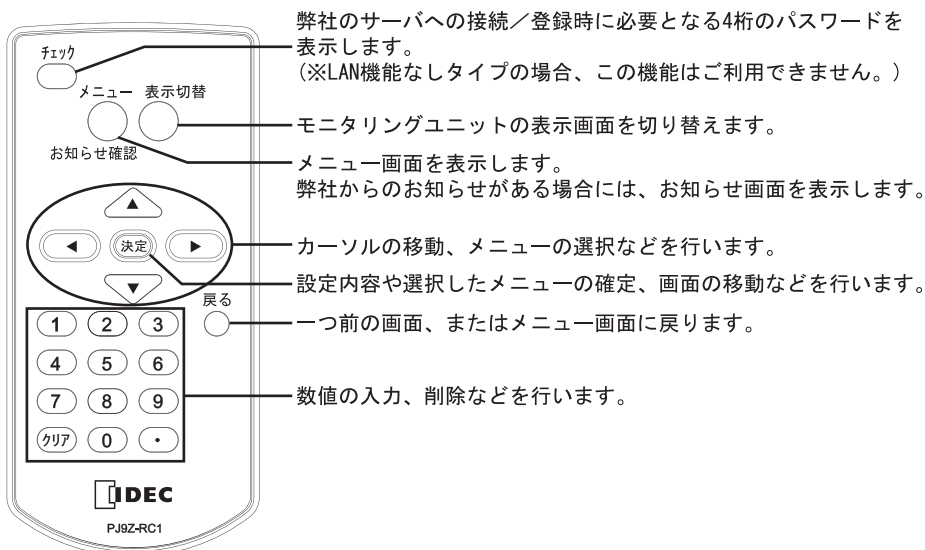 弊社のサーバへの接続／登録時に必要となる4桁のパスワードを
表示します。
(※LAN機能なしタイプの場合、この機能はご利用できません。)
チェック
メニュー 表示切替
モニタリングユニットの表示画面を切り替えます。
お知らせ確認
メニュー画面を表示します。
弊社からのお知らせがある場合には、お知らせ画面を表示します。
▲
◀ 決定 ▶
カーソルの移動、メニューの選択などを行います。
▼
設定内容や選択したメニューの確定、画面の移動などを行います。
戻る
一つ前の画面、またはメニュー画面に戻ります。
1 2 3
4 5 6
7 8 9
クリア 0 ・
数値の入力、削除などを行います。
IDEC
PJ9Z-RC1